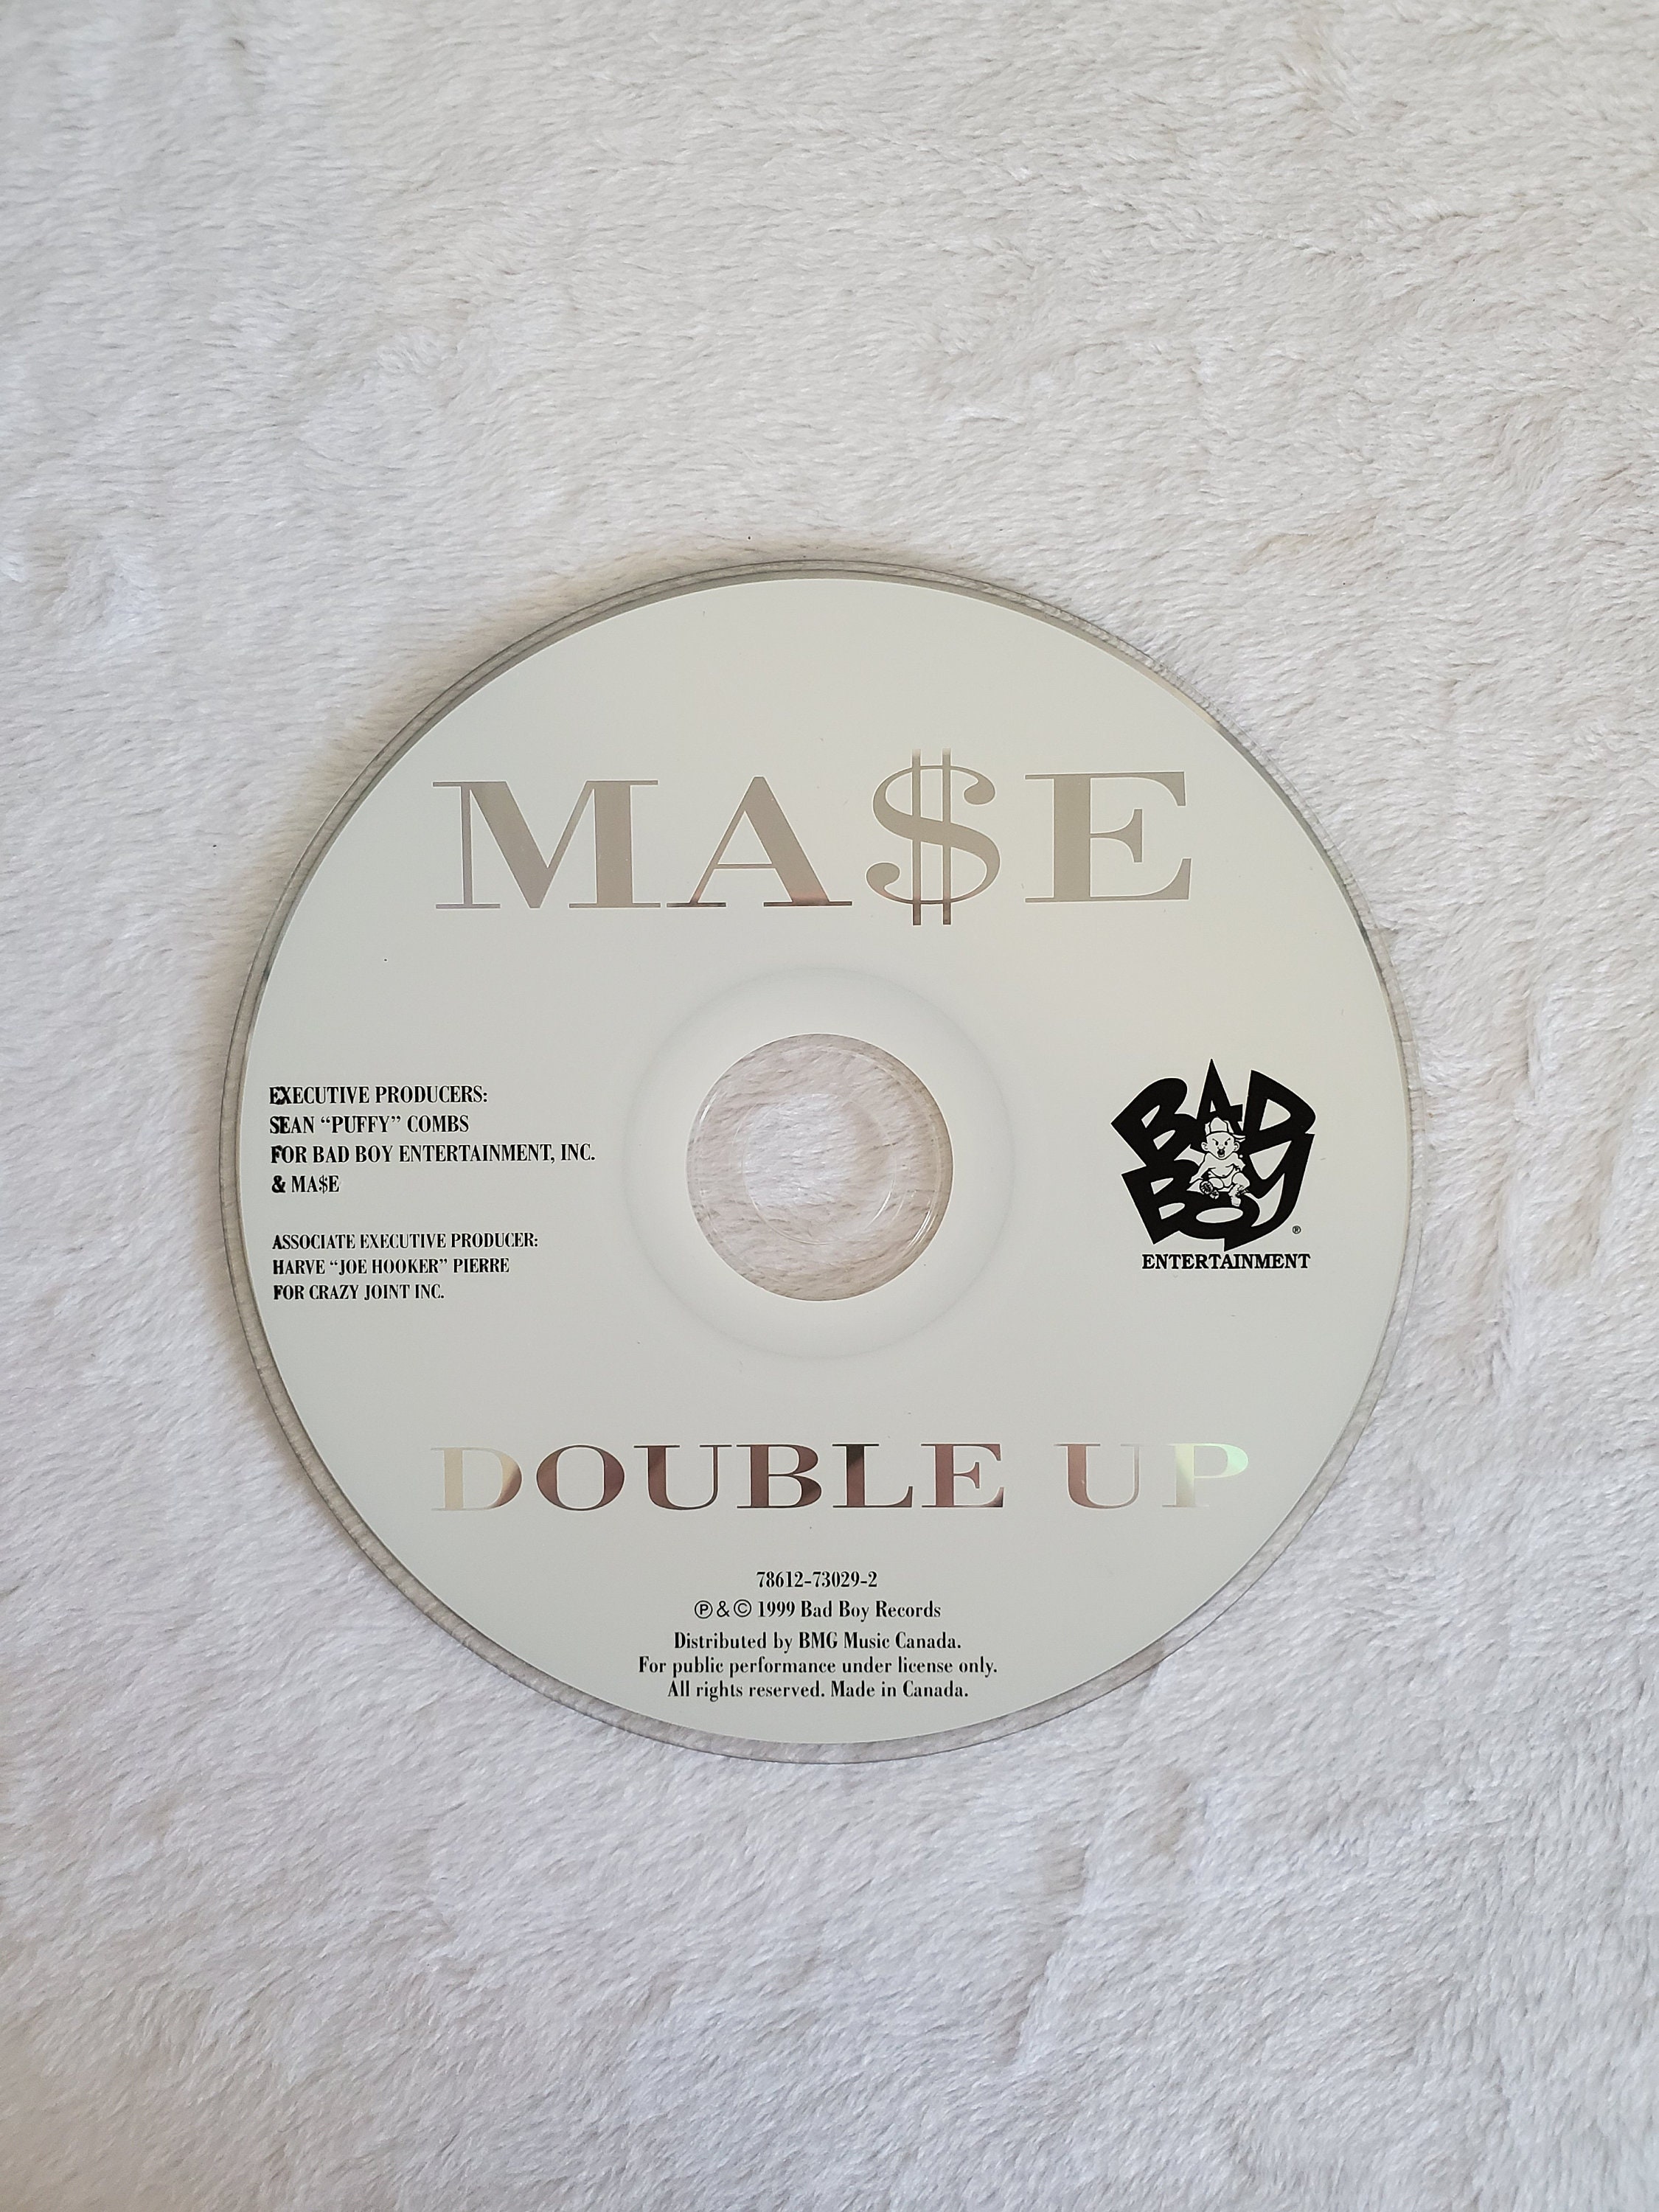 MA$E
EXECUTIVE PRODUCERS:
SEAN “PUFFY” COMBS
FOR BAD BOY ENTERTAINMENT, INC.
& MA$E
ASSOCIATE EXECUTIVE PRODUCER:
HARVE “JOE HOOKER” PIERRE
FOR CRAZY JOINT INC.
BAD
BOY
®
ENTERTAINMENT
DOUBLE UP
78612-73029-2
℗ & © 1999 Bad Boy Records
Distributed by BMG Music Canada.
For public performance under license only.
All rights reserved. Made in Canada.